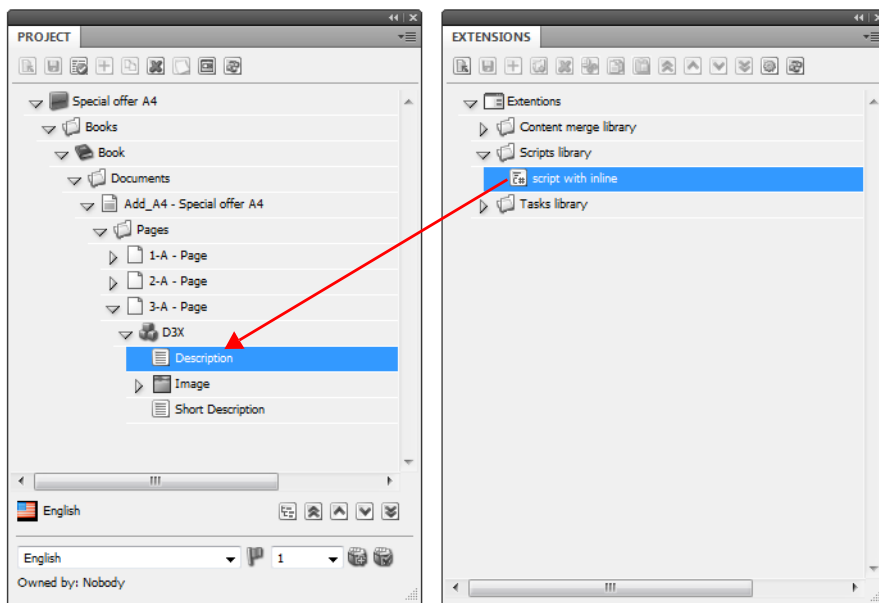 PROJECT
Special offer A4
Books
Book
Documents
Add_A4 - Special offer A4
Pages
1-A - Page
2-A - Page
3-A - Page
D3X
Description
Image
Short Description
English
English
1
Owned by: Nobody
EXTENSIONS
Extentions
Content merge library
Scripts library
C# script with inline
Tasks library